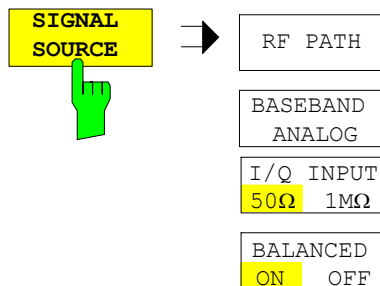 SIGNAL
SOURCE
RF PATH
BASEBAND
ANALOG
I/Q INPUT
50Ω 1MΩ
BALANCED
ON OFF